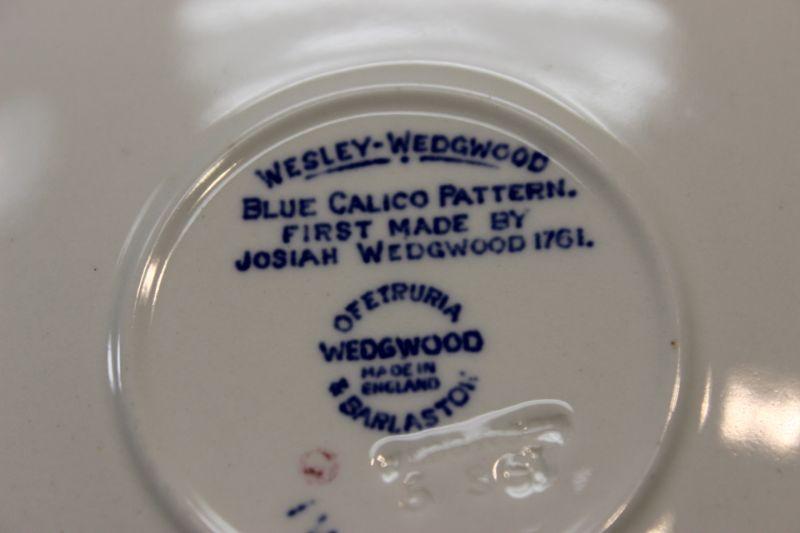 WESLEY-WEDGWOOD
BLUE CALICO PATTERN.
FIRST MADE BY
JOSIAH WEDGWOOD 1761.
OF ETRURIA
WEDGWOOD
MADE IN
ENGLAND
& BARLASTON